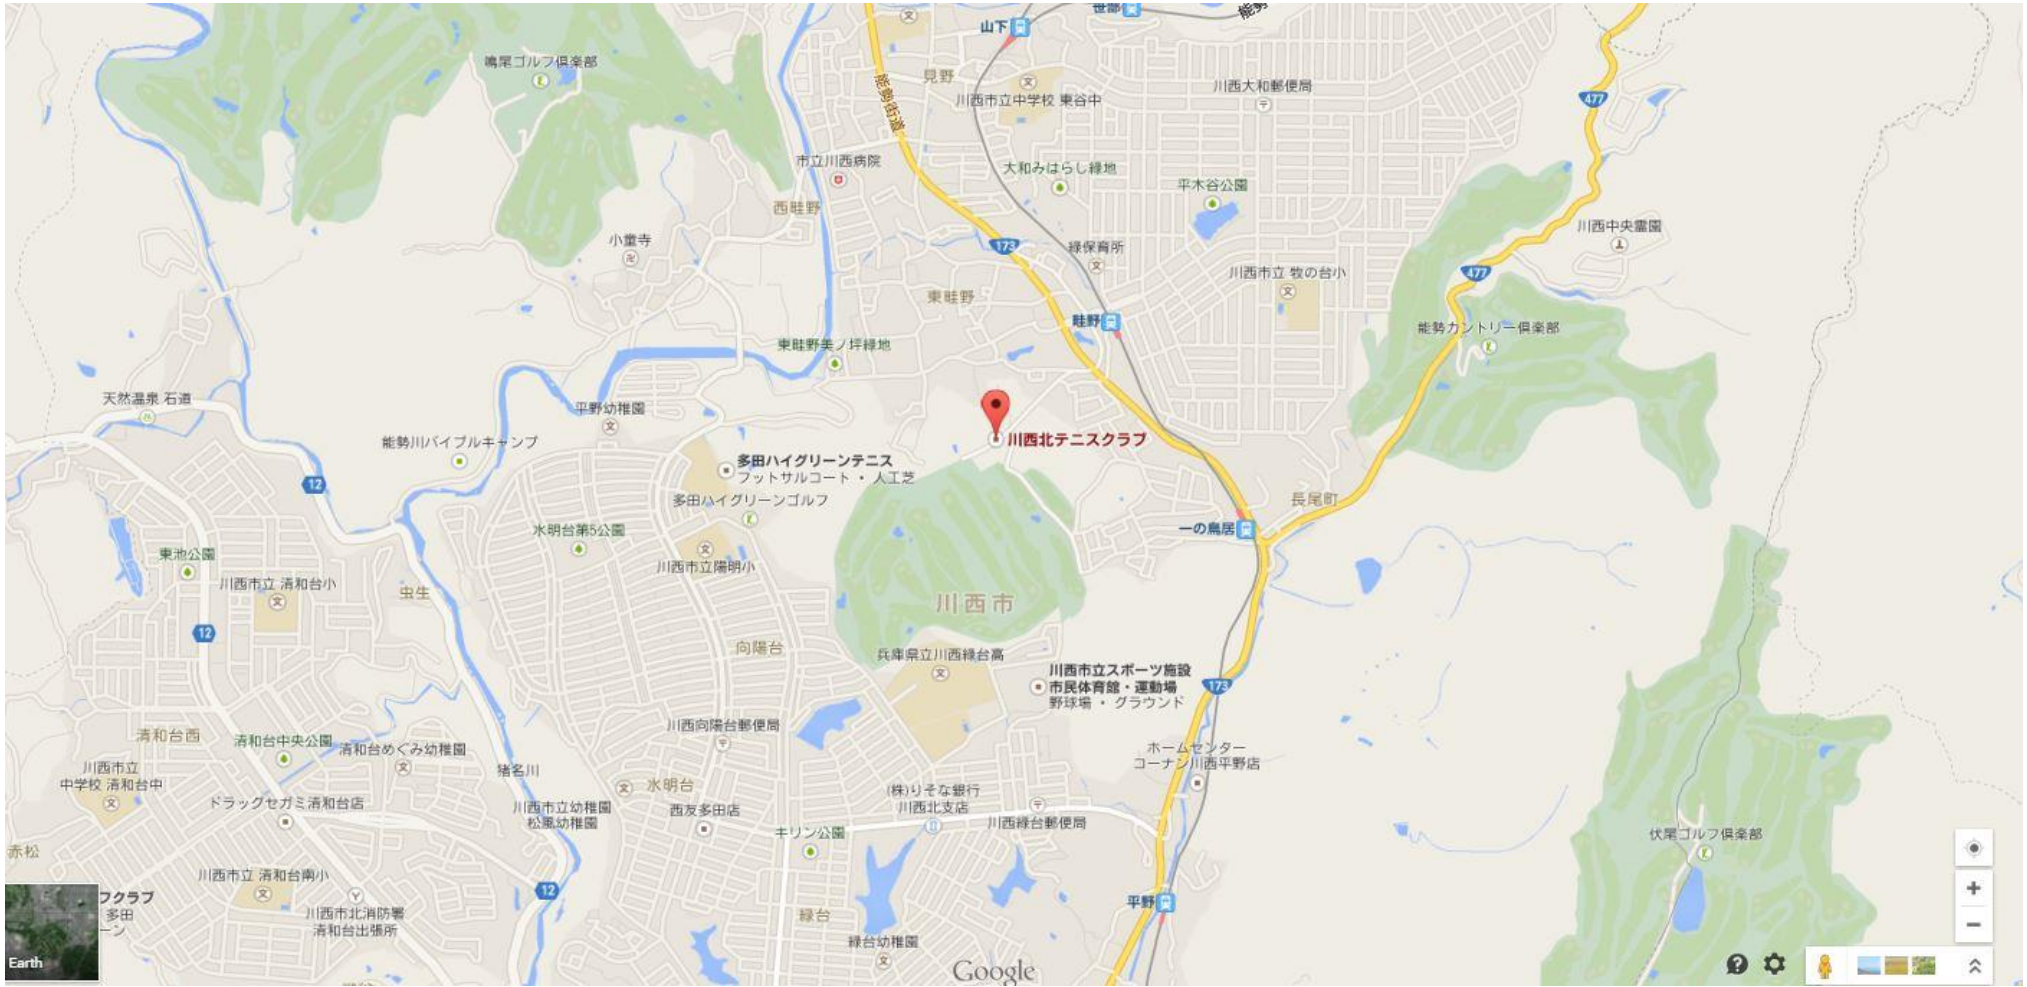 山下
笹部
能勢
鳴尾ゴルフ倶楽部
見野
能勢街道
川西市立中学校 東谷中
川西大和郵便局
477
市立川西病院
大和みはらし緑地
平木谷公園
西畦野
小童寺
173
緑保育所
川西中央霊園
川西市立 牧の台小
477
東畦野
畦野
能勢カントリー倶楽部
東畦野美ノ坪緑地
天然温泉 石道
平野幼稚園
能勢川バイブルキャンプ
川西北テニスクラブ
多田ハイグリーンテニス
フットサルコート・人工芝
12
多田ハイグリーンゴルフ
長尾町
水明台第5公園
一の鳥居
東池公園
川西市立陽明小
川西市立 清和台小
虫生
川西市
12
向陽台
兵庫県立川西緑台高
川西市立スポーツ施設
市民体育館・運動場
野球場・グラウンド
173
川西向陽台郵便局
清和台西
清和台中央公園
清和台めぐみ幼稚園
ホームセンター
コーナン川西平野店
川西市立
中学校 清和台中
猪名川
水明台
(株)りそな銀行
川西北支店
ドラッグセガミ清和台店
川西市立幼稚園
松風幼稚園
西友多田店
川西緑台郵便局
キリン公園
伏尾ゴルフ倶楽部
赤松
川西市立 清和台南小
12
フクラブ
多田
ーン
川西市北消防署
清和台出張所
緑台
平野
緑台幼稚園
Earth
Google